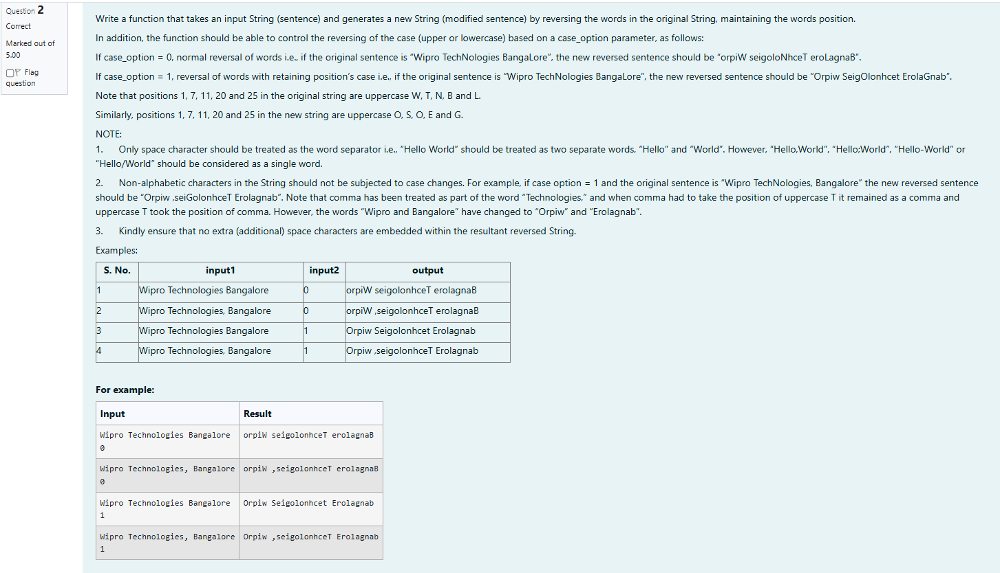 Question 2
Correct
Marked out of
5.00
Flag
question
Write a function that takes an input String (sentence) and generates a new String (modified sentence) by reversing the words in the original String, maintaining the words position.
In addition, the function should be able to control the reversing of the case (upper or lowercase) based on a case_option parameter, as follows:
If case_option = 0, normal reversal of words i.e., if the original sentence is “Wipro TechNologies BangaLore”, the new reversed sentence should be “orpiW seigoloNhceT eroLagnaB”.
If case_option = 1, reversal of words with retaining position’s case i.e., if the original sentence is “Wipro TechNologies BangaLore”, the new reversed sentence should be “Orpiw SeigOlonhcet ErolaGnab”.
Note that positions 1, 7, 11, 20 and 25 in the original string are uppercase W, T, N, B and L.
Similarly, positions 1, 7, 11, 20 and 25 in the new string are uppercase O, S, O, E and G.
NOTE:
1. Only space character should be treated as the word separator i.e., “Hello World” should be treated as two separate words, “Hello” and “World”. However, “Hello,World”, “Hello;World”, “Hello-World” or
“Hello/World” should be considered as a single word.
2. Non-alphabetic characters in the String should not be subjected to case changes. For example, if case option = 1 and the original sentence is “Wipro TechNologies, Bangalore” the new reversed sentence
should be “Orpiw ,seiGolonhceT Erolagnab”. Note that comma has been treated as part of the word “Technologies,” and when comma had to take the position of uppercase T it remained as a comma and
uppercase T took the position of comma. However, the words “Wipro and Bangalore” have changed to “Orpiw” and “Erolagnab”.
3. Kindly ensure that no extra (additional) space characters are embedded within the resultant reversed String.
Examples:
S. No. input1 input2 output
1 Wipro Technologies Bangalore 0 orpiW seigolonhceT erolagnaB
2 Wipro Technologies, Bangalore 0 orpiW ,seigolonhceT erolagnaB
3 Wipro Technologies Bangalore 1 Orpiw Seigolonhcet Erolagnab
4 Wipro Technologies, Bangalore 1 Orpiw ,seigolonhceT Erolagnab
For example:
Input Result
Wipro Technologies Bangalore orpiW seigolonhceT erolagnaB
0
Wipro Technologies, Bangalore orpiW ,seigolonhceT erolagnaB
0
Wipro Technologies Bangalore Orpiw Seigolonhcet Erolagnab
1
Wipro Technologies, Bangalore Orpiw ,seigolonhceT Erolagnab
1